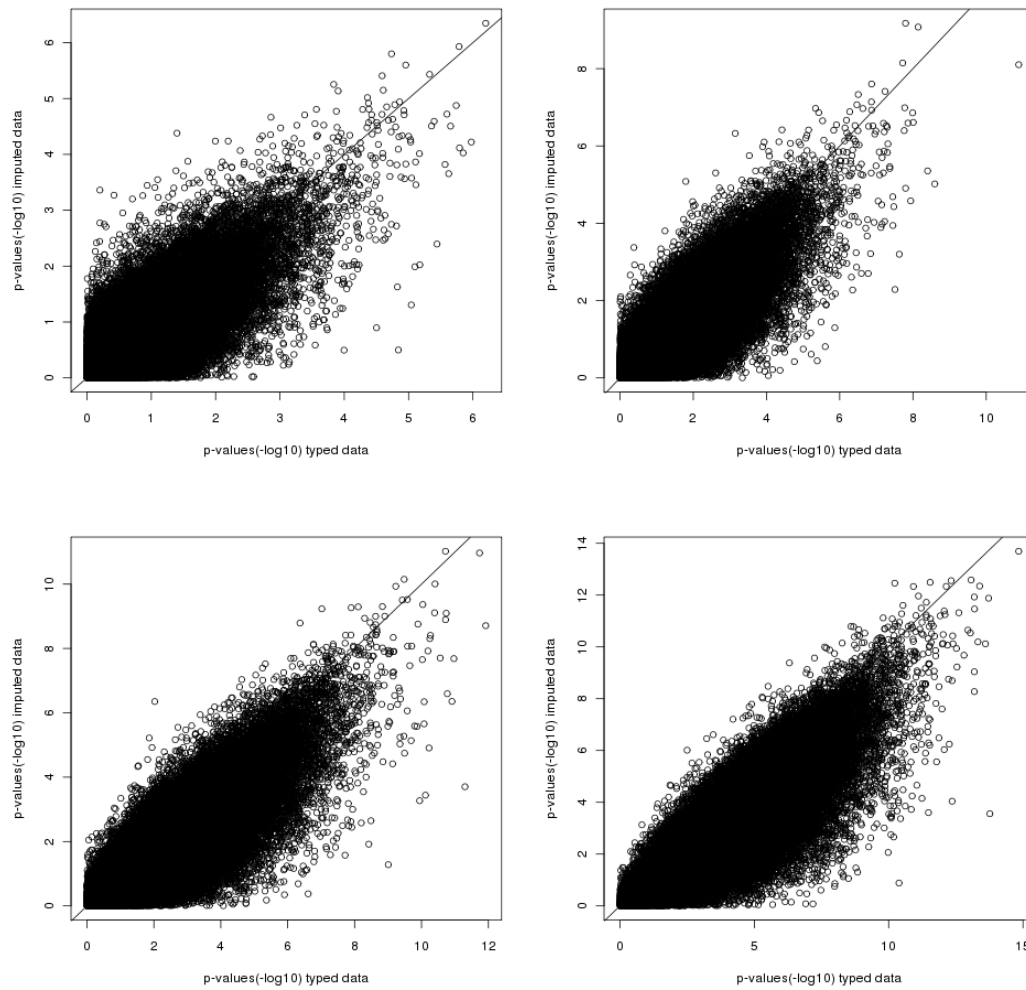 6
5
4
3
2
1
0
p-values(-log10) imputed data
0 1 2 3 4 5 6
p-values(-log10) typed data
8
6
4
2
0
p-values(-log10) imputed data
0 2 4 6 8 10
p-values(-log10) typed data
10
8
6
4
2
0
p-values(-log10) imputed data
0 2 4 6 8 10 12
p-values(-log10) typed data
14
12
10
8
6
4
2
0
p-values(-log10) imputed data
0 5 10 15
p-values(-log10) typed data